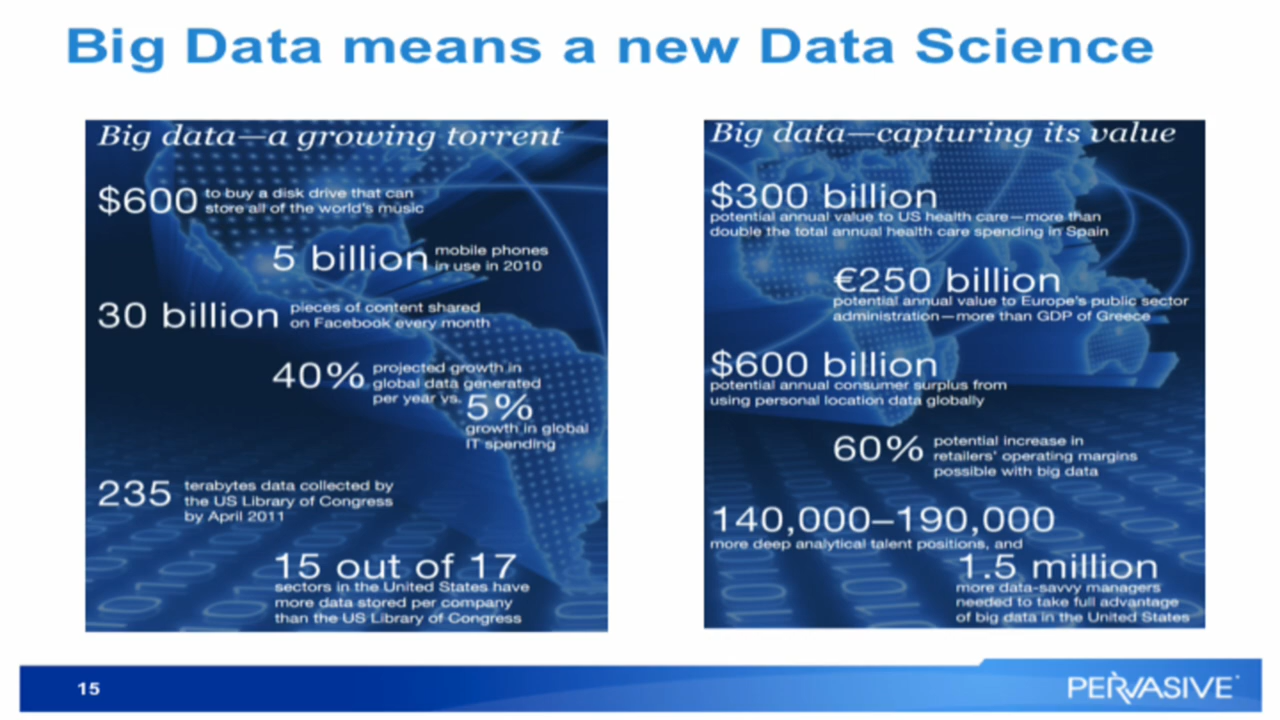 Big Data means a new Data Science
Big data—a growing torrent
$600 to buy a disk drive that can
store all of the world's music
5 billion mobile phones
in use in 2010
30 billion pieces of content shared
on Facebook every month
40% projected growth in
global data generated
per year vs. 5%
growth in global
IT spending
235 terabytes data collected by
the US Library of Congress
by April 2011
15 out of 17
sectors in the United States have
more data stored per company
than the US Library of Congress
Big data—capturing its value
$300 billion
potential annual value to US health care—more than
double the total annual health care spending in Spain
€250 billion
potential annual value to Europe's public sector
administration—more than GDP of Greece
$600 billion
potential annual consumer surplus from
using personal location data globally
60% potential increase in
retailers' operating margins
possible with big data
140,000–190,000
more deep analytical talent positions, and
1.5 million
more data-savvy managers
needed to take full advantage
of big data in the United States
15
PERVASIVE